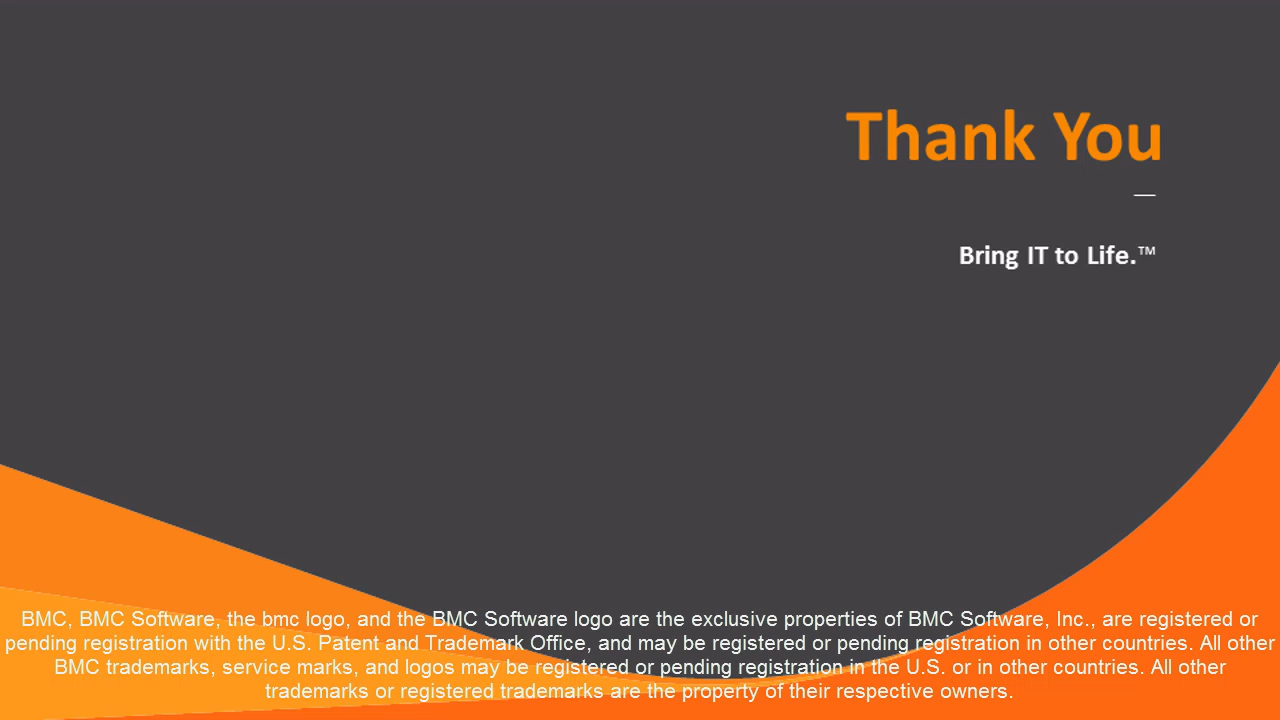 Thank You
Bring IT to Life.™
BMC, BMC Software, the bmc logo, and the BMC Software logo are the exclusive properties of BMC Software, Inc., are registered or
pending registration with the U.S. Patent and Trademark Office, and may be registered or pending registration in other countries. All other
BMC trademarks, service marks, and logos may be registered or pending registration in the U.S. or in other countries. All other
trademarks or registered trademarks are the property of their respective owners.